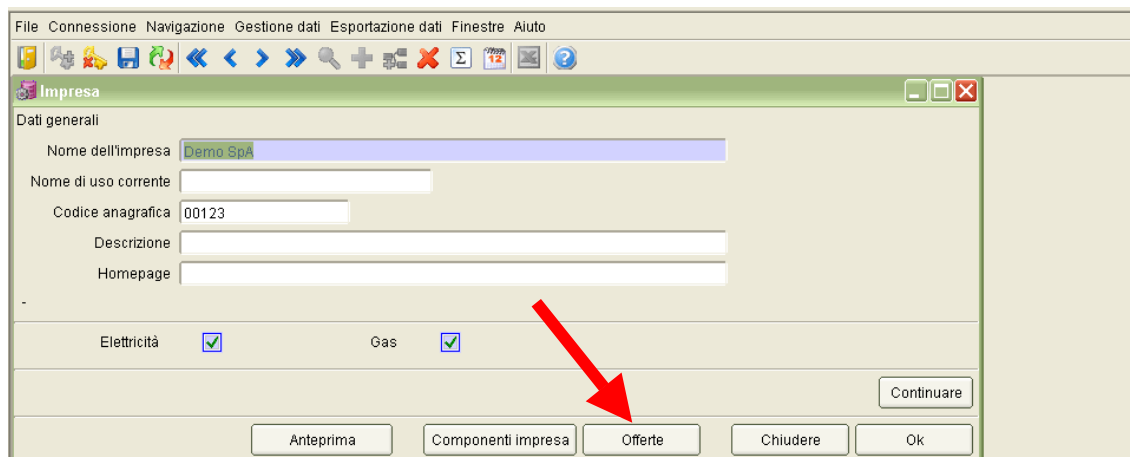 File Connessione Navigazione Gestione dati Esportazione dati Finestre Aiuto
Σ 12
Impresa
Dati generali
Nome dell'impresa Demo SpA
Nome di uso corrente
Codice anagrafica 00123
Descrizione
Homepage
-
Elettricità Gas
Continuare
Anteprima Componenti impresa Offerte Chiudere Ok